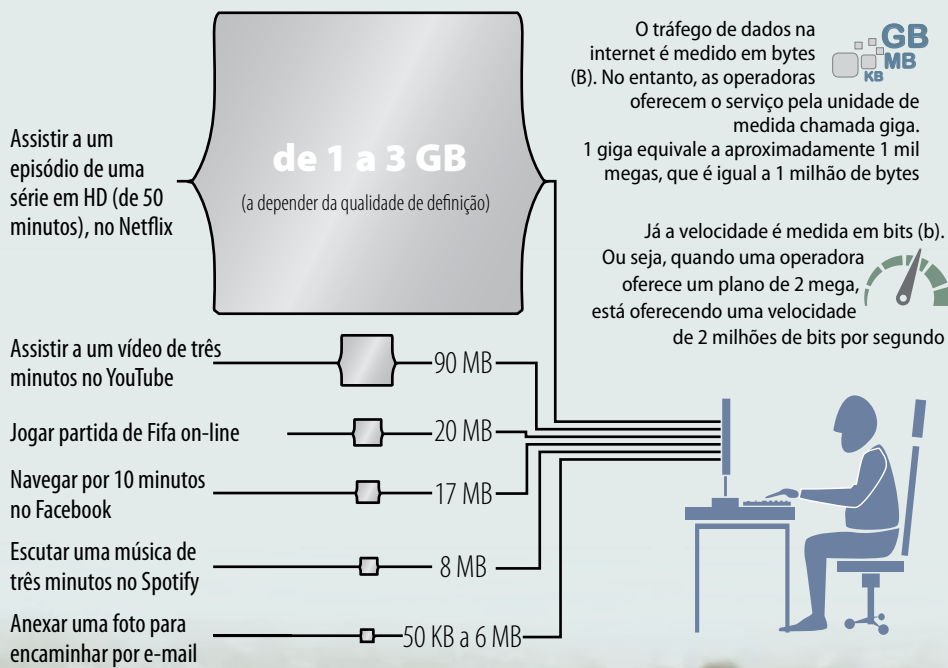 Assistir a um
episódio de uma
série em HD (de 50
minutos), no Netflix
de 1 a 3 GB
(a depender da qualidade de definição)
O tráfego de dados na
internet é medido em bytes
(B). No entanto, as operadoras
oferecem o serviço pela unidade de
medida chamada giga.
1 giga equivale a aproximadamente 1 mil
megas, que é igual a 1 milhão de bytes
GB
MB
KB
Já a velocidade é medida em bits (b).
Ou seja, quando uma operadora
oferece um plano de 2 mega,
está oferecendo uma velocidade
de 2 milhões de bits por segundo
Assistir a um vídeo de três
minutos no YouTube
90 MB
Jogar partida de Fifa on-line
20 MB
Navegar por 10 minutos
no Facebook
17 MB
Escutar uma música de
três minutos no Spotify
8 MB
Anexar uma foto para
encaminhar por e-mail
50 KB a 6 MB